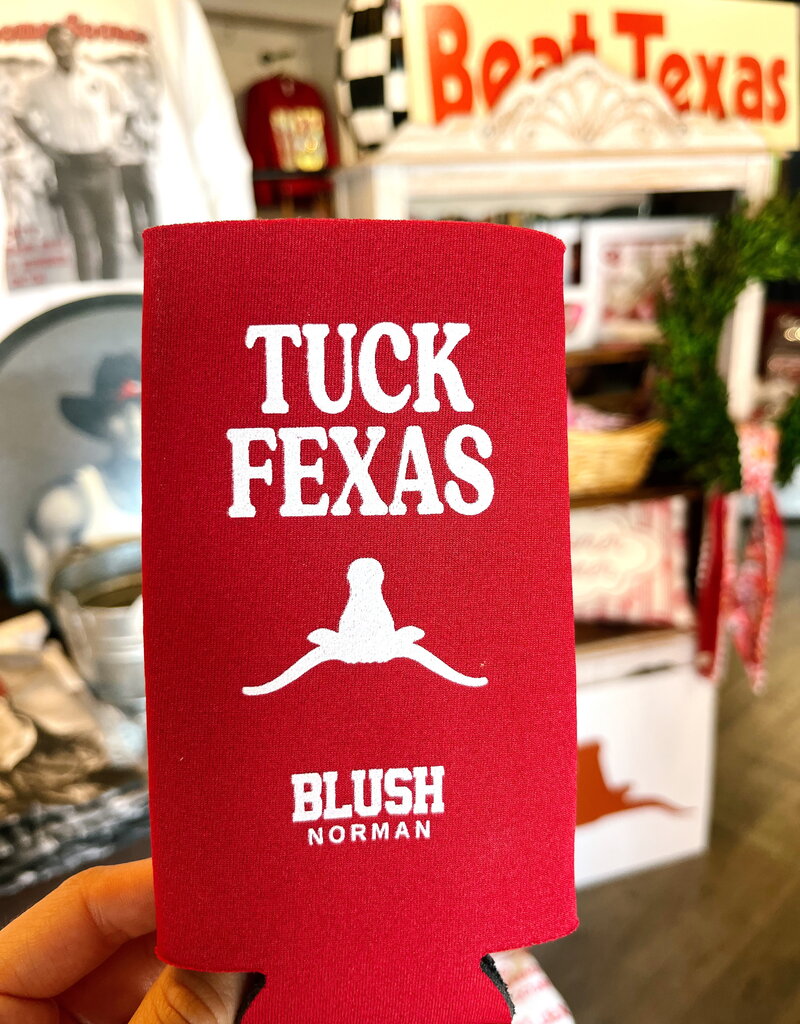 Beat Texas
TUCK
FEXAS
BLUSH
NORMAN